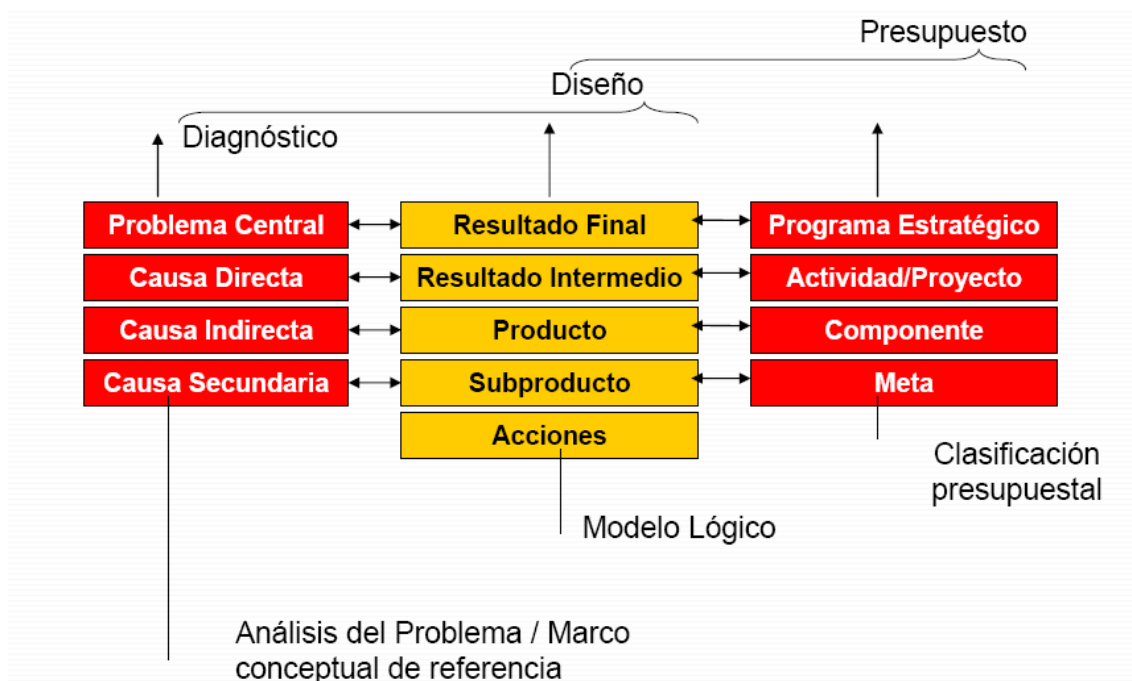 Presupuesto
Diseño
Diagnóstico
Problema Central
Resultado Final
Programa Estratégico
Causa Directa
Resultado Intermedio
Actividad/Proyecto
Causa Indirecta
Producto
Componente
Causa Secundaria
Subproducto
Meta
Acciones
Clasificación
presupuestal
Modelo Lógico
Análisis del Problema / Marco
conceptual de referencia